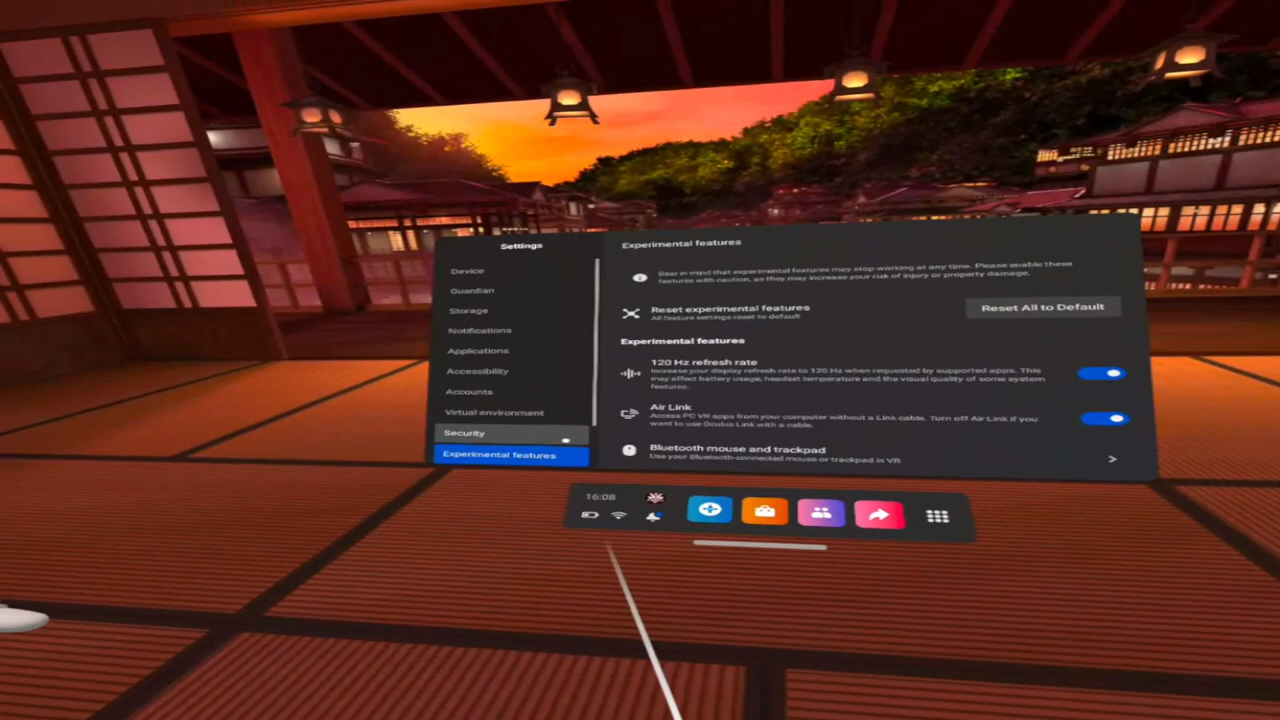 Settings
Device
Guardian
Storage
Notifications
Applications
Accessibility
Accounts
Virtual environment
Security
Experimental features
Experimental features
Bear in mind that experimental features may stop working at any time. Please enable these
features with caution, as they may increase your risk of injury or property damage.
Reset experimental features
All feature settings reset to default
Reset All to Default
Experimental features
120 Hz refresh rate
Increase your display refresh rate to 120 Hz when requested by supported apps. This
may affect battery usage, headset temperature and the visual quality of some system
features.
Air Link
Access PC VR apps from your computer without a Link cable. Turn off Air Link if you
want to use Oculus Link with a cable.
Bluetooth mouse and trackpad
Use your Bluetooth-connected mouse or trackpad in VR
16:08